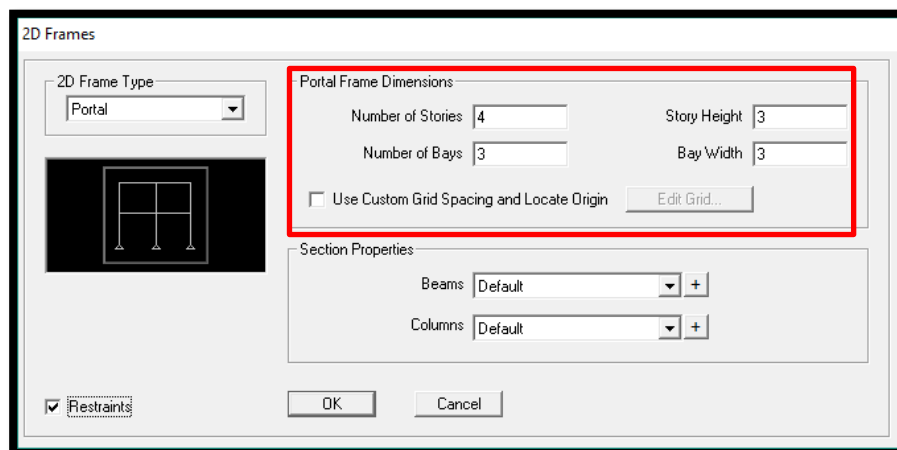 2D Frames
2D Frame Type
Portal
Portal Frame Dimensions
Number of Stories 4 Story Height 3
Number of Bays 3 Bay Width 3
Use Custom Grid Spacing and Locate Origin Edit Grid...
Section Properties
Beams Default +
Columns Default +
Restraints OK Cancel